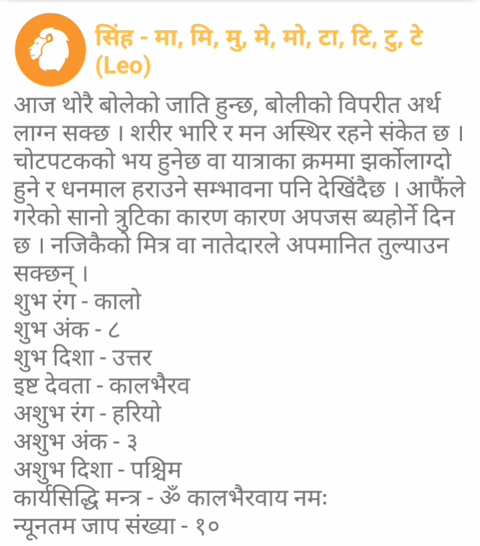 सिंह - मा, मि, मु, मे, मो, टा, टि, टु, टे
(Leo)
आज थोरै बोलेको जाति हुन्छ, बोलीको विपरीत अर्थ
लाग्न सक्छ । शरीर भारि र मन अस्थिर रहने संकेत छ ।
चोटपटकको भय हुनेछ वा यात्राका क्रममा झर्कोलाग्दो
हुने र धनमाल हराउने सम्भावना पनि देखिंदैछ । आफैंले
गरेको सानो त्रुटिका कारण कारण अपजस ब्यहोर्ने दिन
छ । नजिकैको मित्र वा नातेदारले अपमानित तुल्याउन
सक्छन् ।
शुभ रंग - कालो
शुभ अंक - ८
शुभ दिशा - उत्तर
इष्ट देवता - कालभैरव
अशुभ रंग - हरियो
अशुभ अंक - ३
अशुभ दिशा - पश्चिम
कार्यसिद्धि मन्त्र - ॐ कालभैरवाय नमः
न्यूनतम जाप संख्या - १०